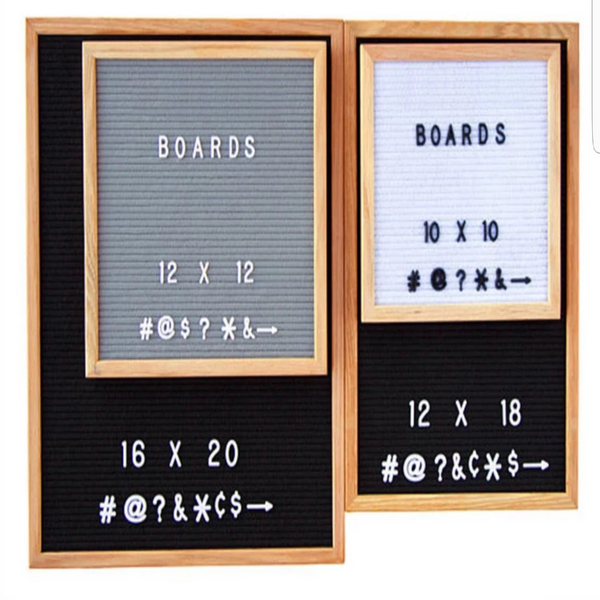 BOARDS
12 X 12
#@$? *&→
16 X 20
#@?&*¢$→
BOARDS
10 X 10
#@?*&→
12 X 18
#@?&¢*$→